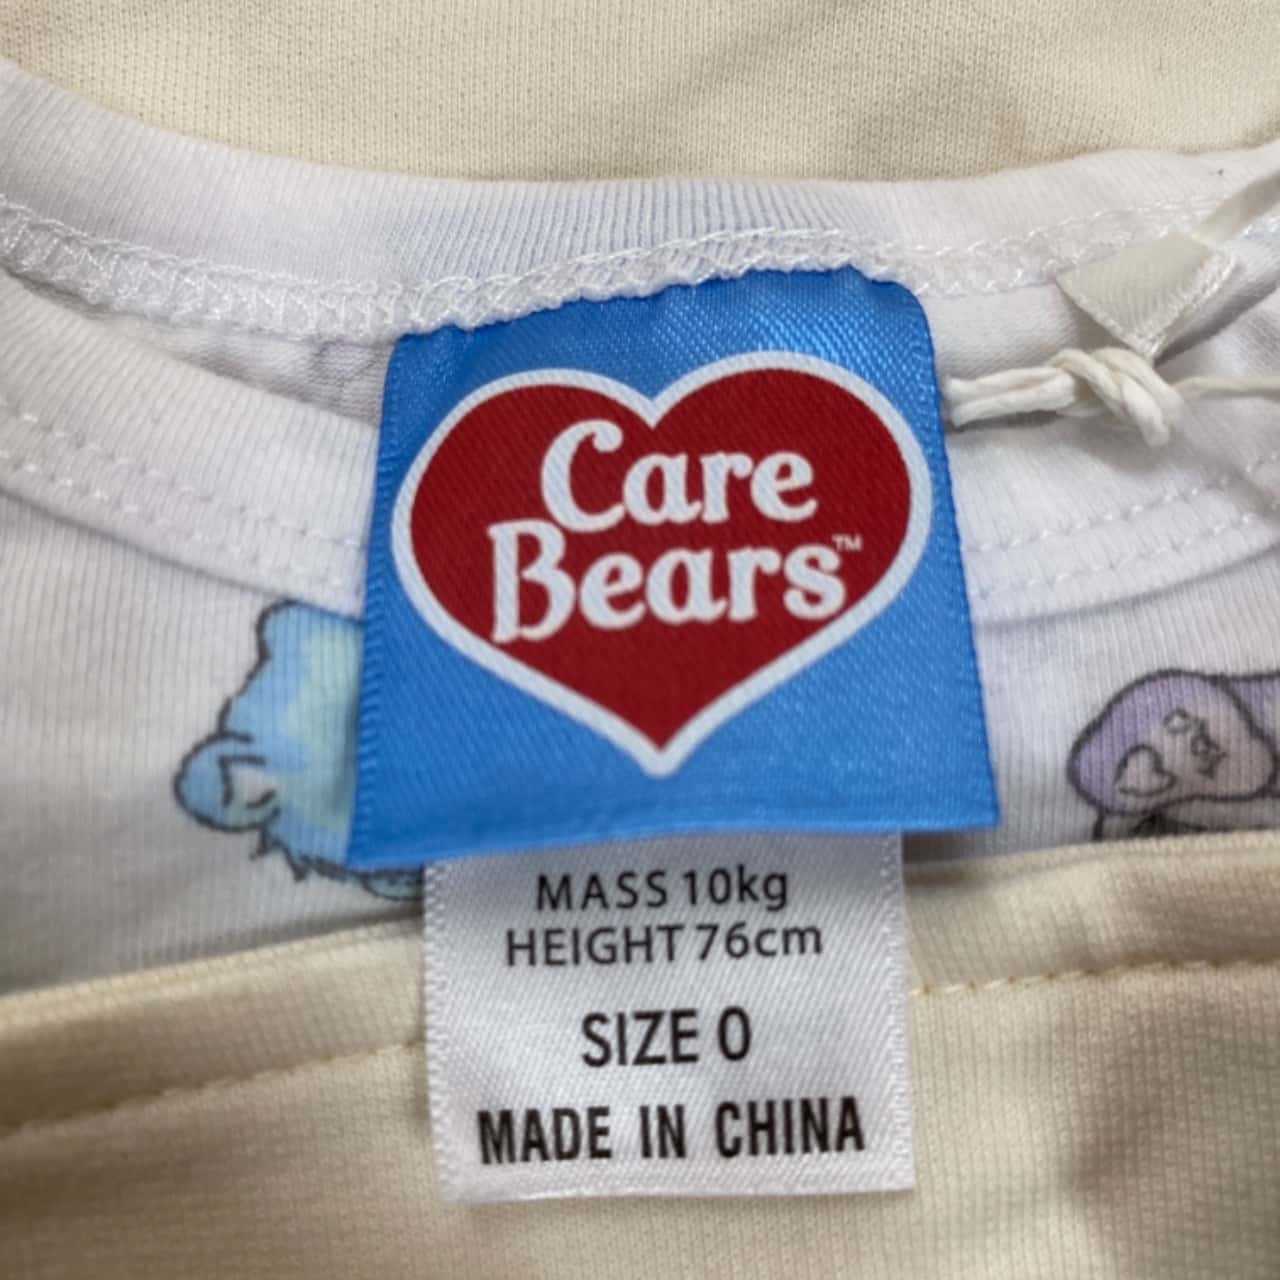 Care
Bears™
MASS 10kg
HEIGHT 76cm
SIZE 0
MADE IN CHINA